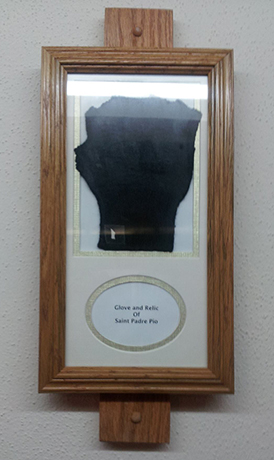 Glove and Relic
Of
Saint Padre Pio